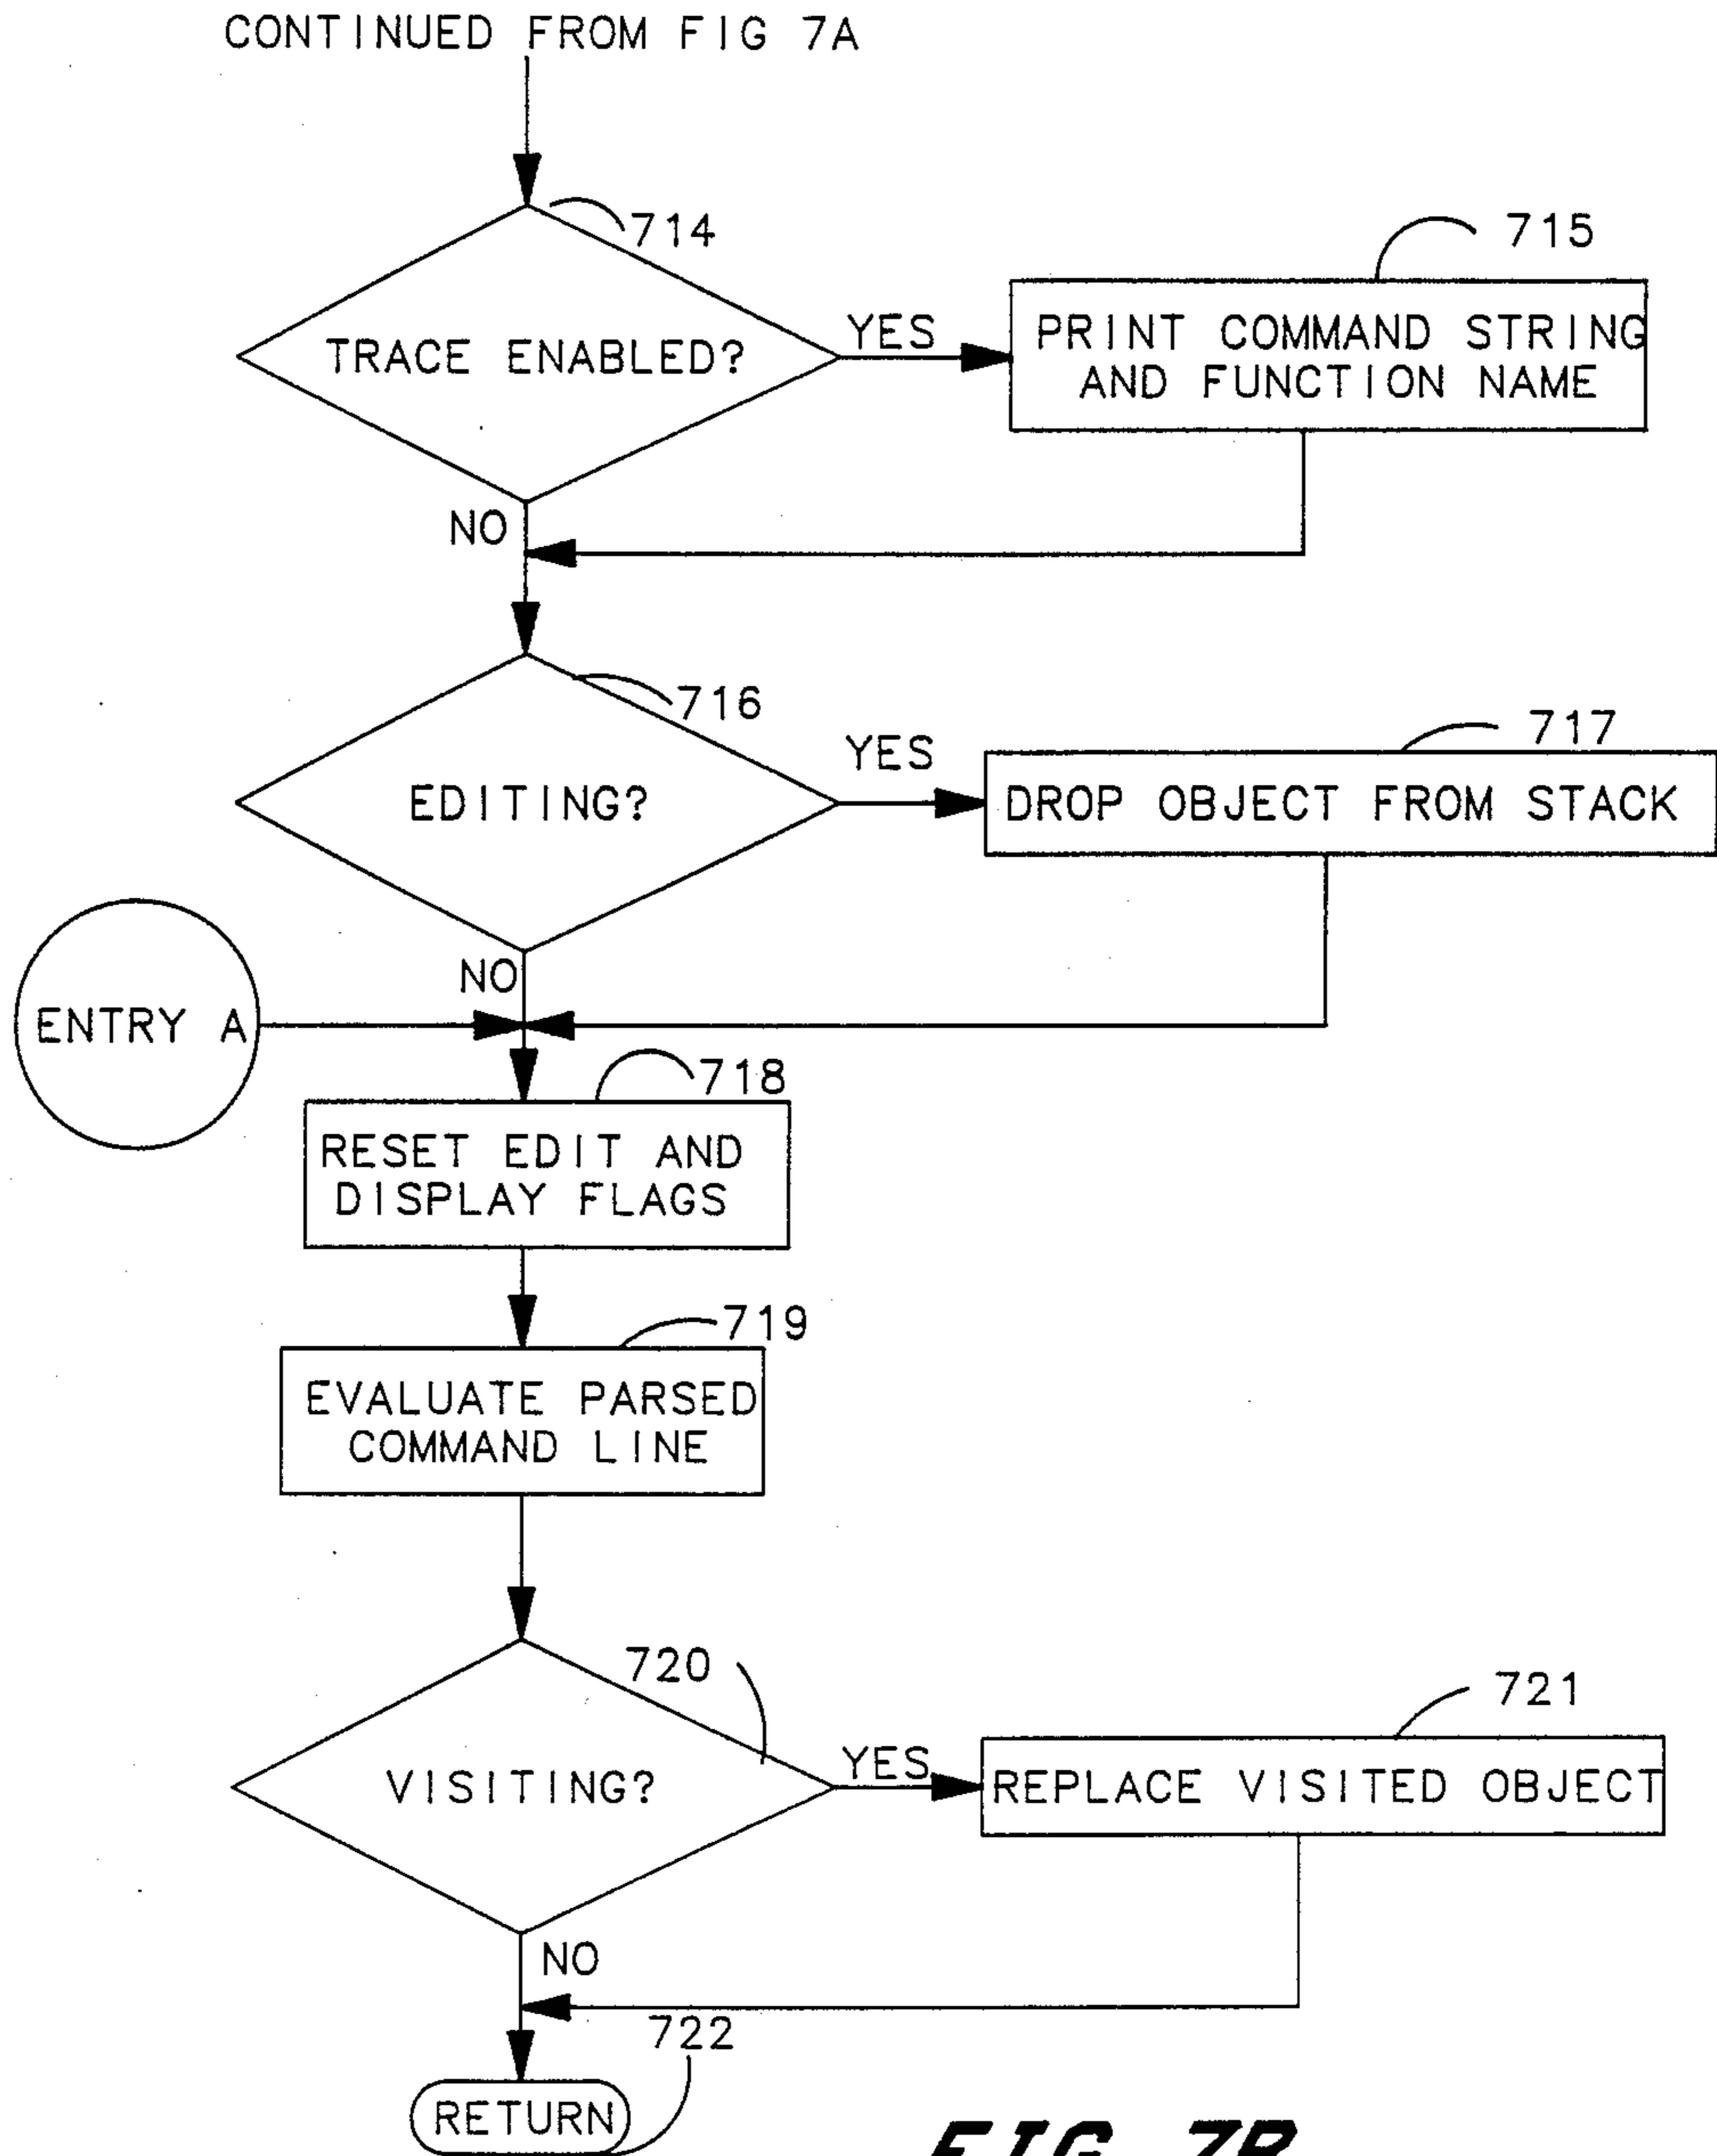 CONTINUED FROM FIG 7A
714
715
TRACE ENABLED?
YES
PRINT COMMAND STRING
AND FUNCTION NAME
NO
716
717
EDITING?
YES
DROP OBJECT FROM STACK
NO
ENTRY A
718
RESET EDIT AND
DISPLAY FLAGS
719
EVALUATE PARSED
COMMAND LINE
720
721
VISITING?
YES
REPLACE VISITED OBJECT
NO
722
RETURN
FIG 7B